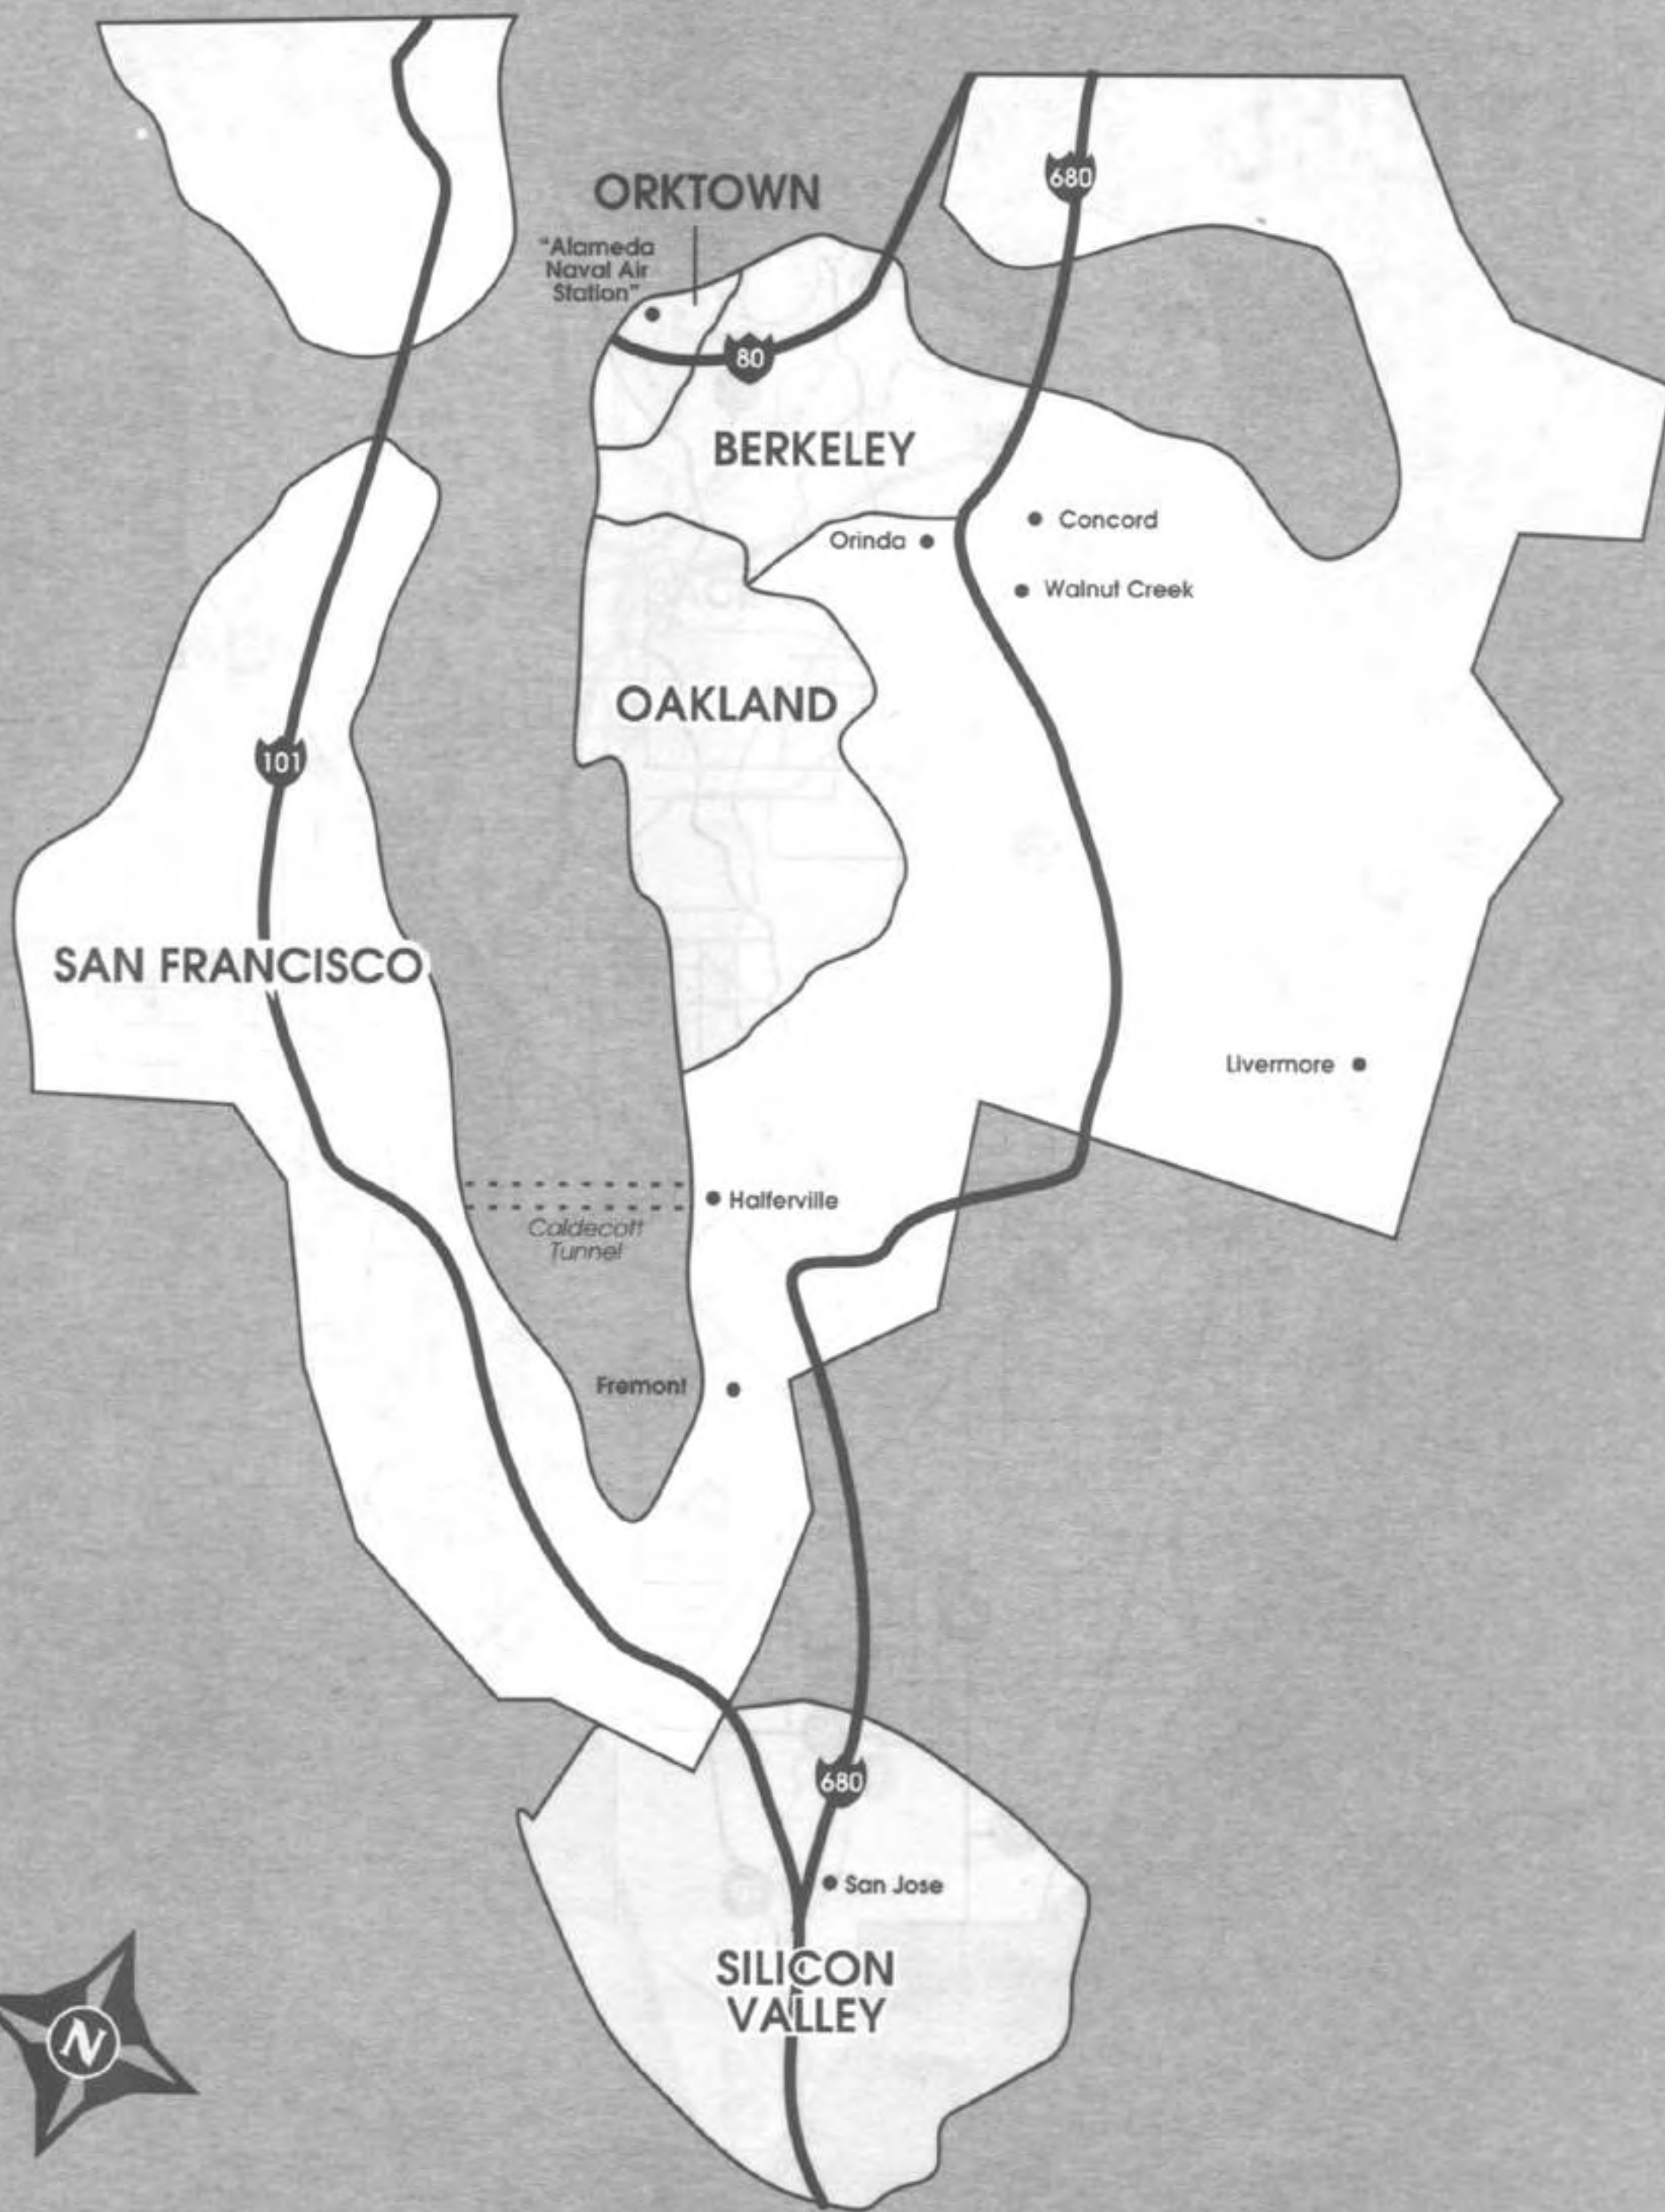 ORKTOWN
680
"Alameda
Naval Air
Station"
80
BERKELEY
Concord
Orinda
Walnut Creek
OAKLAND
101
SAN FRANCISCO
Livermore
Halferville
Caldecott
Tunnel
Fremont
680
San Jose
SILICON
VALLEY
N